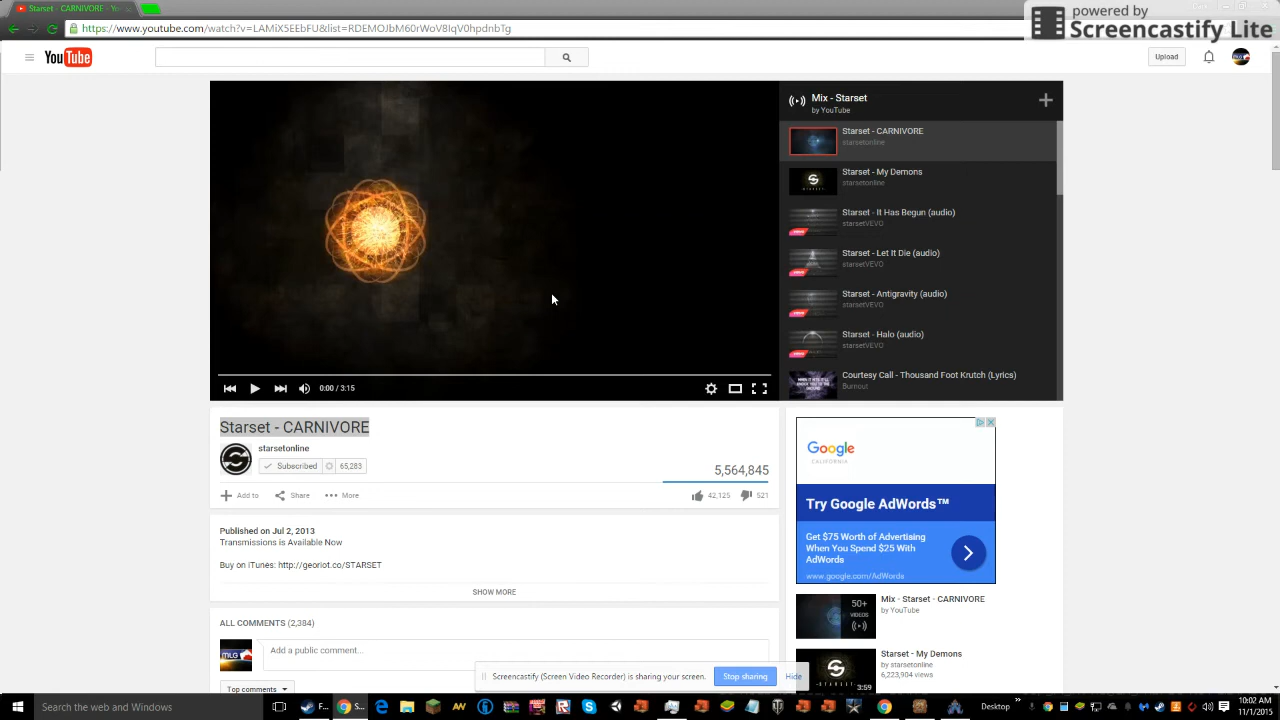 Starset - CARNIVORE - Yo
powered by
Screencastify Lite
https://www.youtube.com/watch?v=LAMiX5EEbFU&list=RDEMOJbM60rWoV8IqV0hpdnbTg
YouTube
Upload
Mix - Starset
by YouTube
Starset - CARNIVORE
starsetonline
Starset - My Demons
starsetonline
Starset - It Has Begun (audio)
starsetVEVO
Starset - Let It Die (audio)
starsetVEVO
Starset - Antigravity (audio)
starsetVEVO
Starset - Halo (audio)
starsetVEVO
Courtesy Call - Thousand Foot Krutch (Lyrics)
Burnout
0:00 / 3:15
Starset - CARNIVORE
starsetonline
Subscribed 65,283
5,564,845
Add to Share More 42,125 521
Published on Jul 2, 2013
Transmissions is Available Now
Buy on iTunes: http://georiot.co/STARSET
SHOW MORE
ALL COMMENTS (2,384)
MLG
Add a public comment...
Top comments
Google
CALIFORNIA
Try Google AdWords™
Get $75 Worth of Advertising
When You Spend $25 With
AdWords
www.google.com/AdWords
50+
VIDEOS
Mix - Starset - CARNIVORE
by YouTube
Starset - My Demons
by starsetonline
6,223,904 views
3:59
Screencastify (Screen Video Recorder) is sharing your screen. Stop sharing Hide
Search the web and Windows
Desktop
10:02 AM
11/1/2015